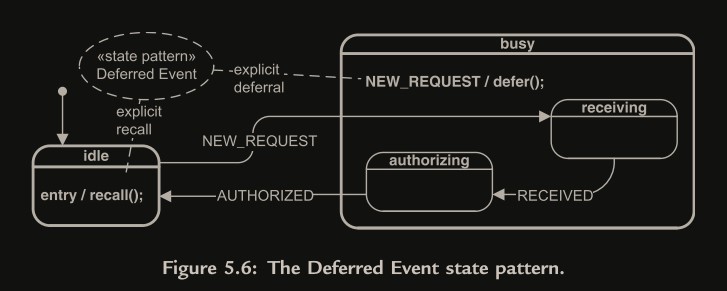 busy
«state pattern»
Deferred Event
explicit
deferral
NEW_REQUEST / defer();
explicit
recall
receiving
NEW_REQUEST
idle
authorizing
entry / recall();
AUTHORIZED
RECEIVED
Figure 5.6: The Deferred Event state pattern.